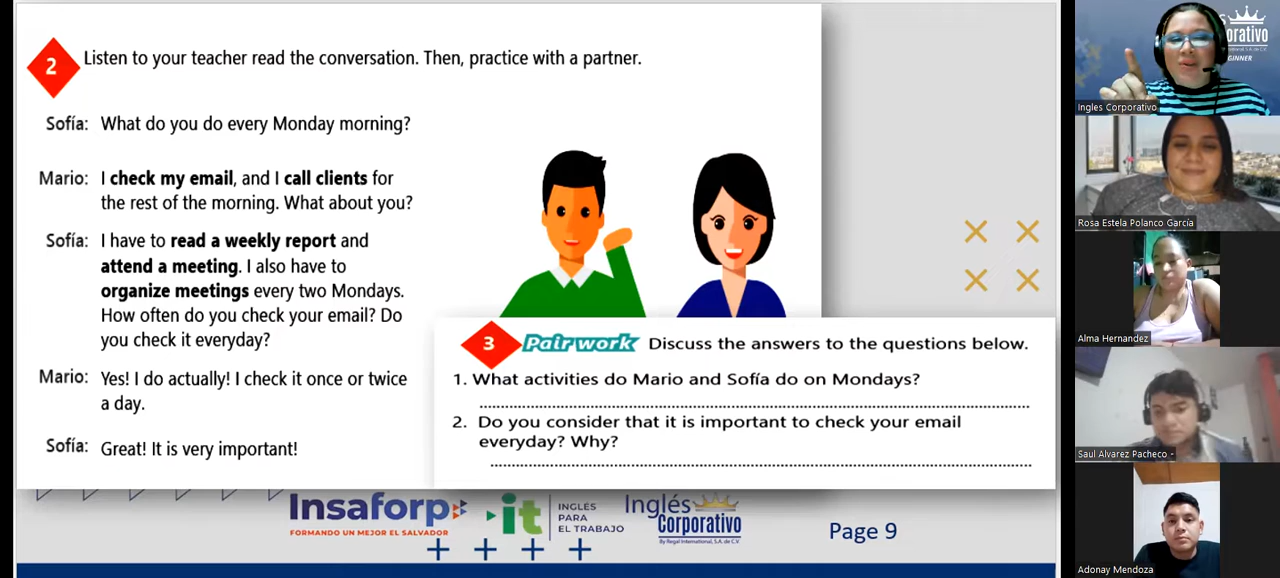 2 Listen to your teacher read the conversation. Then, practice with a partner.
Sofía: What do you do every Monday morning?
Mario: I check my email, and I call clients for
the rest of the morning. What about you?
Sofía: I have to read a weekly report and
attend a meeting. I also have to
organize meetings every two Mondays.
How often do you check your email? Do
you check it everyday?
Mario: Yes! I do actually! I check it once or twice
a day.
Sofía: Great! It is very important!
3 Pair work Discuss the answers to the questions below.
1. What activities do Mario and Sofía do on Mondays?
2. Do you consider that it is important to check your email
everyday? Why?
Insaforp
FORMANDO UN MEJOR EL SALVADOR
it
INGLÉS
PARA
EL TRABAJO
Inglés
Corporativo
By Regal International, S.A. de C.V.
Page 9
orativo
Ingles Corporativo
Rosa Estela Polanco García
Alma Hernandez
Saul Alvarez Pacheco -
Adonay Mendoza